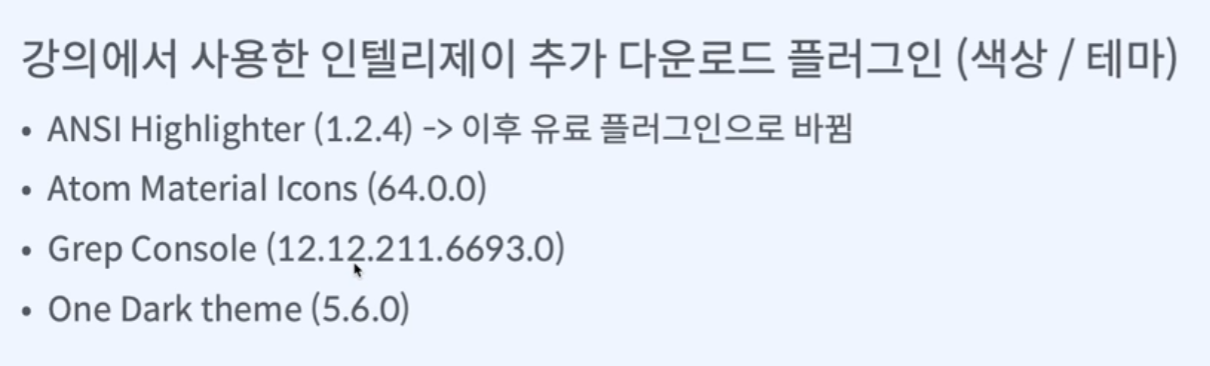 강의에서 사용한 인텔리제이 추가 다운로드 플러그인 (색상 / 테마)
• ANSI Highlighter (1.2.4) -> 이후 유료 플러그인으로 바뀜
• Atom Material Icons (64.0.0)
• Grep Console (12.12.211.6693.0)
• One Dark theme (5.6.0)